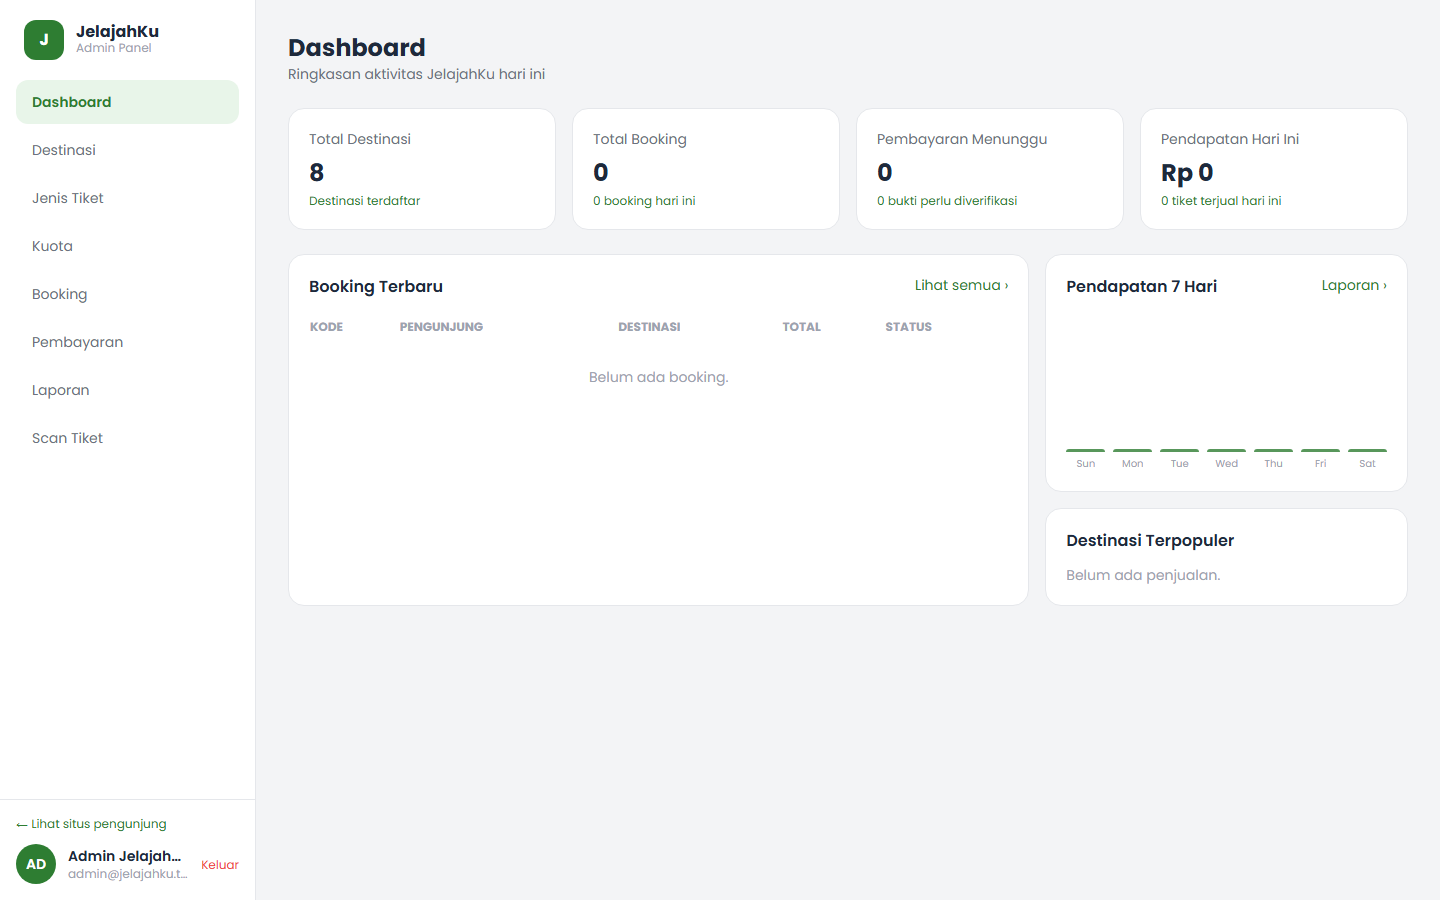 J
JelajahKu
Admin Panel
Dashboard
Destinasi
Jenis Tiket
Kuota
Booking
Pembayaran
Laporan
Scan Tiket
← Lihat situs pengunjung
AD
Admin Jelajah...
admin@jelajahku.t...
Keluar
Dashboard
Ringkasan aktivitas JelajahKu hari ini
Total Destinasi
8
Destinasi terdaftar
Total Booking
0
0 booking hari ini
Pembayaran Menunggu
0
0 bukti perlu diverifikasi
Pendapatan Hari Ini
Rp 0
0 tiket terjual hari ini
Booking Terbaru
Lihat semua ›
KODE PENGUNJUNG DESTINASI TOTAL STATUS
Belum ada booking.
Pendapatan 7 Hari
Laporan ›
Sun Mon Tue Wed Thu Fri Sat
Destinasi Terpopuler
Belum ada penjualan.